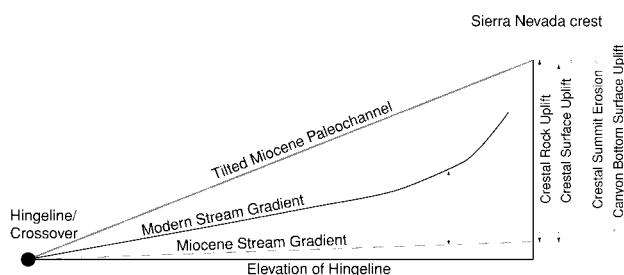 Sierra Nevada crest
Tilted Miocene Paleochannel
Crestal Rock Uplift
Crestal Surface Uplift
Crestal Summit Erosion
Canyon Bottom Surface Uplift
Hingeline/
Crossover
Modern Stream Gradient
Miocene Stream Gradient
Elevation of Hingeline